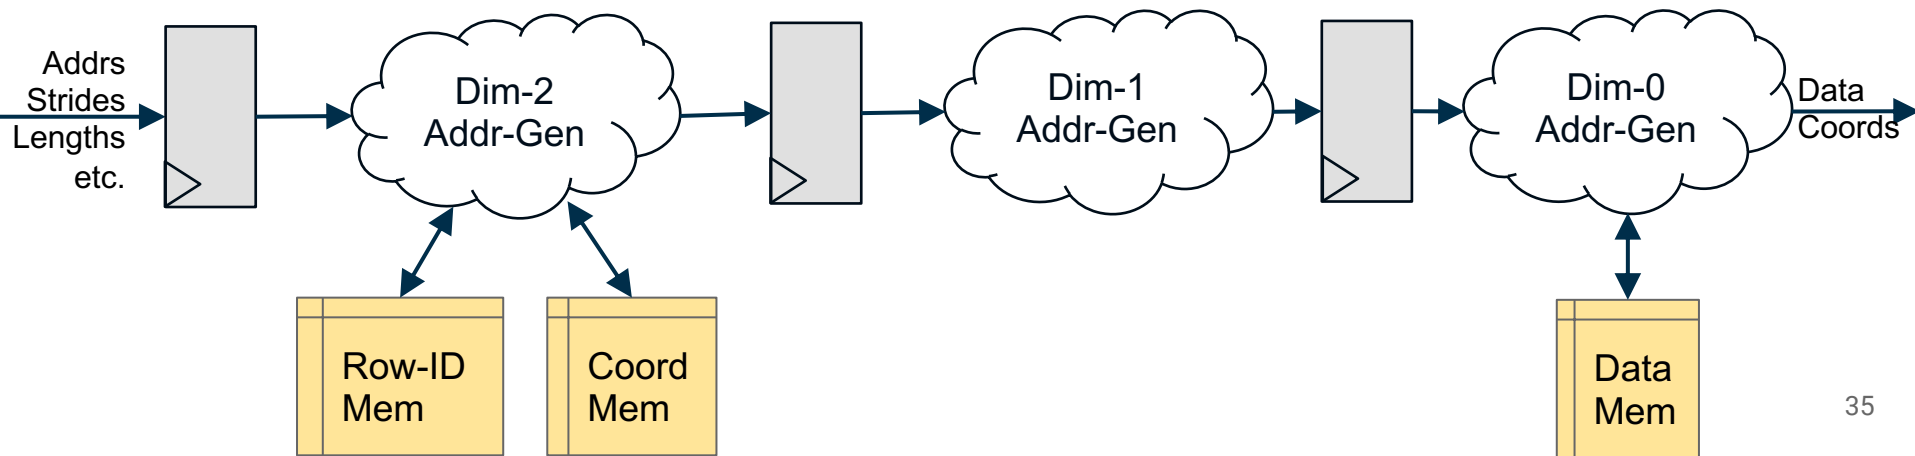 Addrs
Strides
Lengths
etc.
Dim-2
Addr-Gen
Dim-1
Addr-Gen
Dim-0
Addr-Gen
Data
Coords
Row-ID
Mem
Coord
Mem
Data
Mem
35